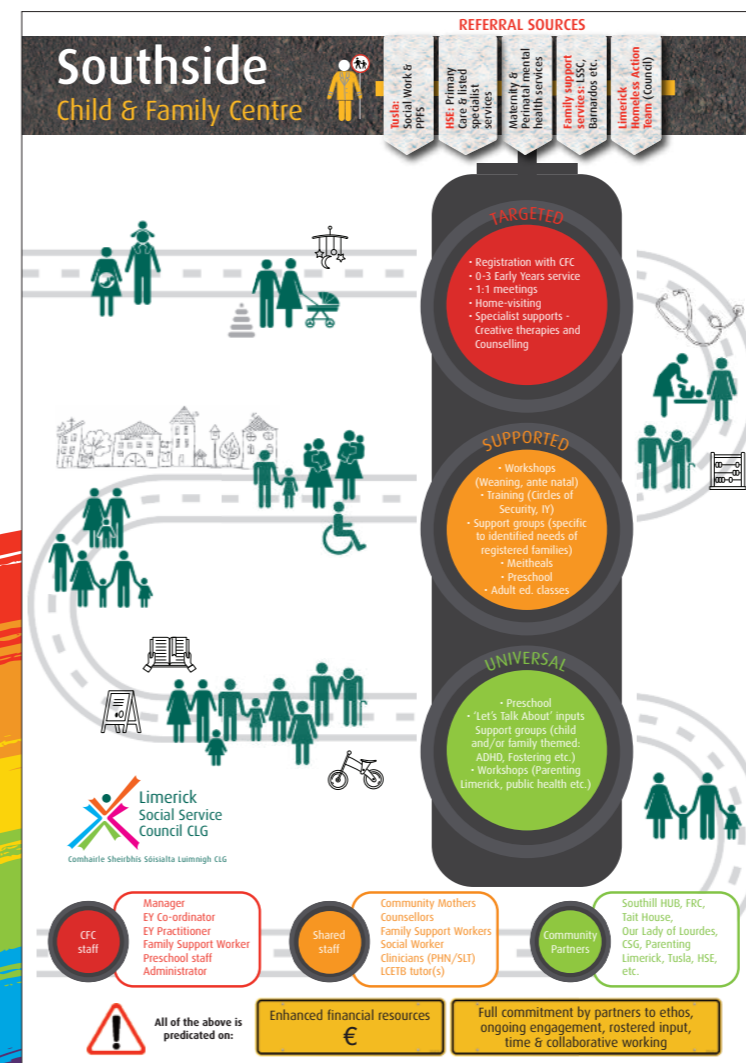 REFERRAL SOURCES
Southside
Child & Family Centre
Tusla:
Social Work &
PPFS
HSE: Priimary
Care & listed
specialist
services
Maternity &
Perinatal mental
health services
Family support
services: LSSC,
Barnardos etc.
Limerick
Homeless Action
Team (Coundl)
TARGETED
• Registration with CFC
• 0-3 Early Years service
• 1:1 meetings
• Home-visiting
• Specialist supports -
Creative therapies and
Counselling
SUPPORTED
• Workshops
(Weaning, ante natal)
• Training (Circles of
Security, IY)
• Support groups (specific
to identified needs of
registered families)
• Meitheals
• Preschool
• Adult ed. classes
UNIVERSAL
• Preschool
• 'Let's Talk About' inputs
Support groups (child
and/or family themed:
ADHD, Fostering etc.)
• Workshops (Parenting
Limerick, public health etc.)
Limerick
Social Service
Council CLG
Comhairle Sheirbhís Sóisialta Luimnigh CLG
CFC
staff
Manager
EY Co-ordinator
EY Practitioner
Family Support Worker
Preschool staff
Administrator
Shared
staff
Community Mothers
Counsellors
Family Support Workers
Social Worker
Clinicians (PHN/SLT)
LCETB tutor(s)
Community
Partners
Southill HUB, FRC,
Tait House,
Our Lady of Lourdes,
CSG, Parenting
Limerick, Tusla, HSE,
etc.
All of the above is
predicated on:
Enhanced financial resources
€
Full commitment by partners to ethos,
ongoing engagement, rostered input,
time & collaborative working